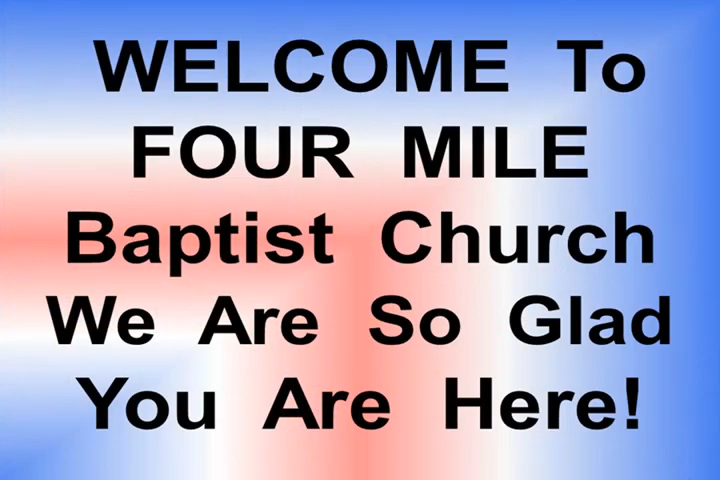 WELCOME To
FOUR MILE
Baptist Church
We Are So Glad
You Are Here!